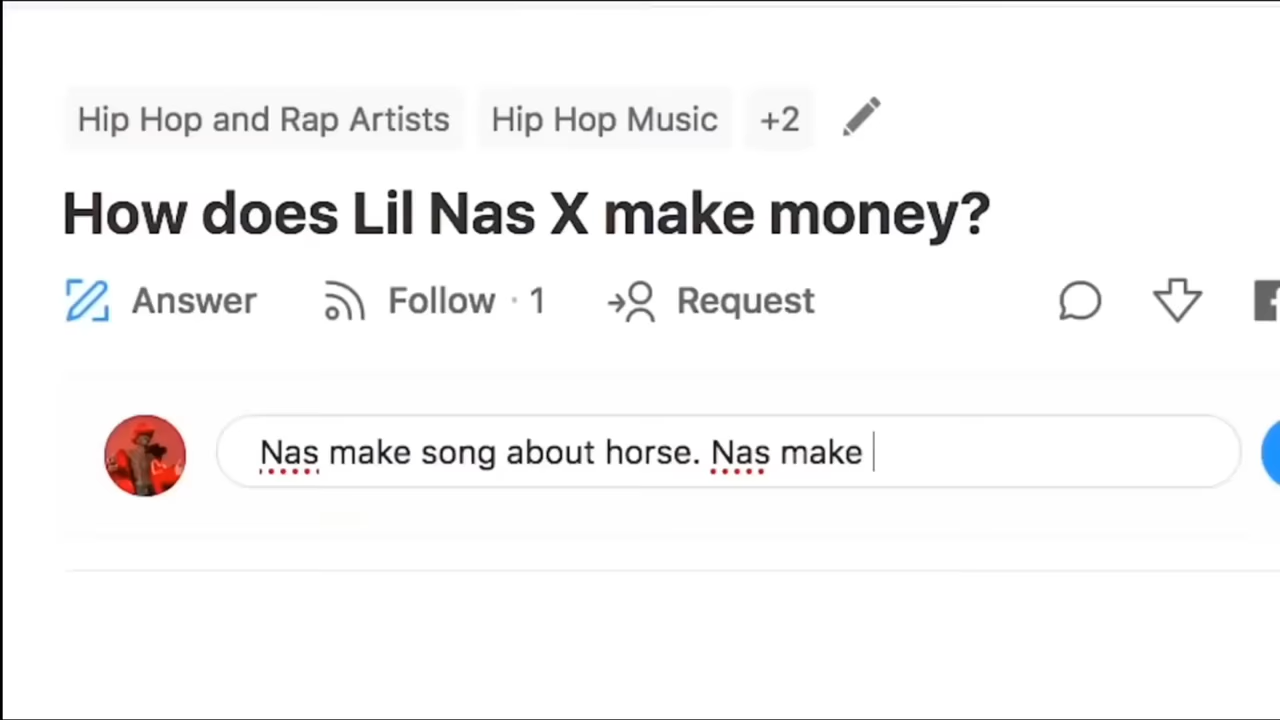 Hip Hop and Rap Artists Hip Hop Music +2
How does Lil Nas X make money?
Answer Follow · 1 Request
Nas make song about horse. Nas make